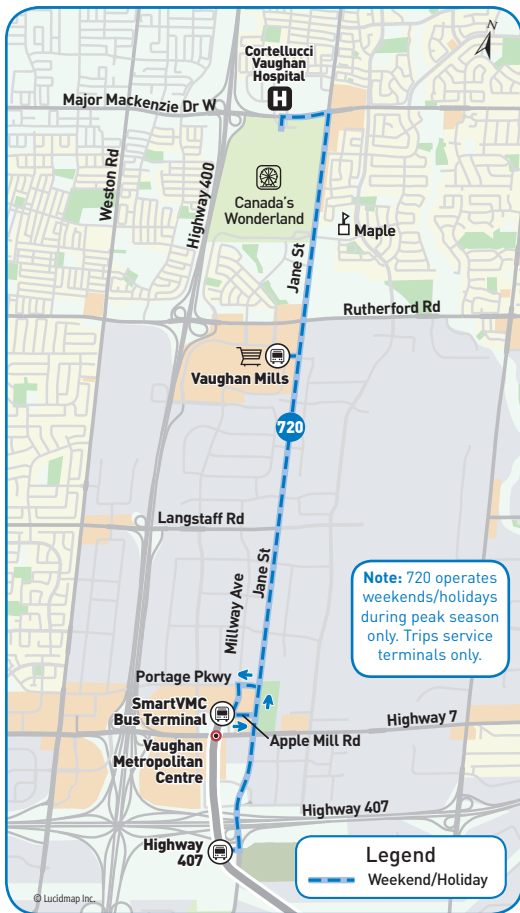 N
Cortellucci
Vaughan
Hospital
H
Major Mackenzie Dr W
Weston Rd
Highway 400
Canada's
Wonderland
Maple
Jane St
Rutherford Rd
Vaughan Mills
720
Langstaff Rd
Millway Ave
Jane St
Note: 720 operates
weekends/holidays
during peak season
only. Trips service
terminals only.
Portage Pkwy
SmartVMC
Bus Terminal
Highway 7
Apple Mill Rd
Vaughan
Metropolitan
Centre
Highway 407
Highway
407
Legend
Weekend/Holiday
© Lucidmap Inc.